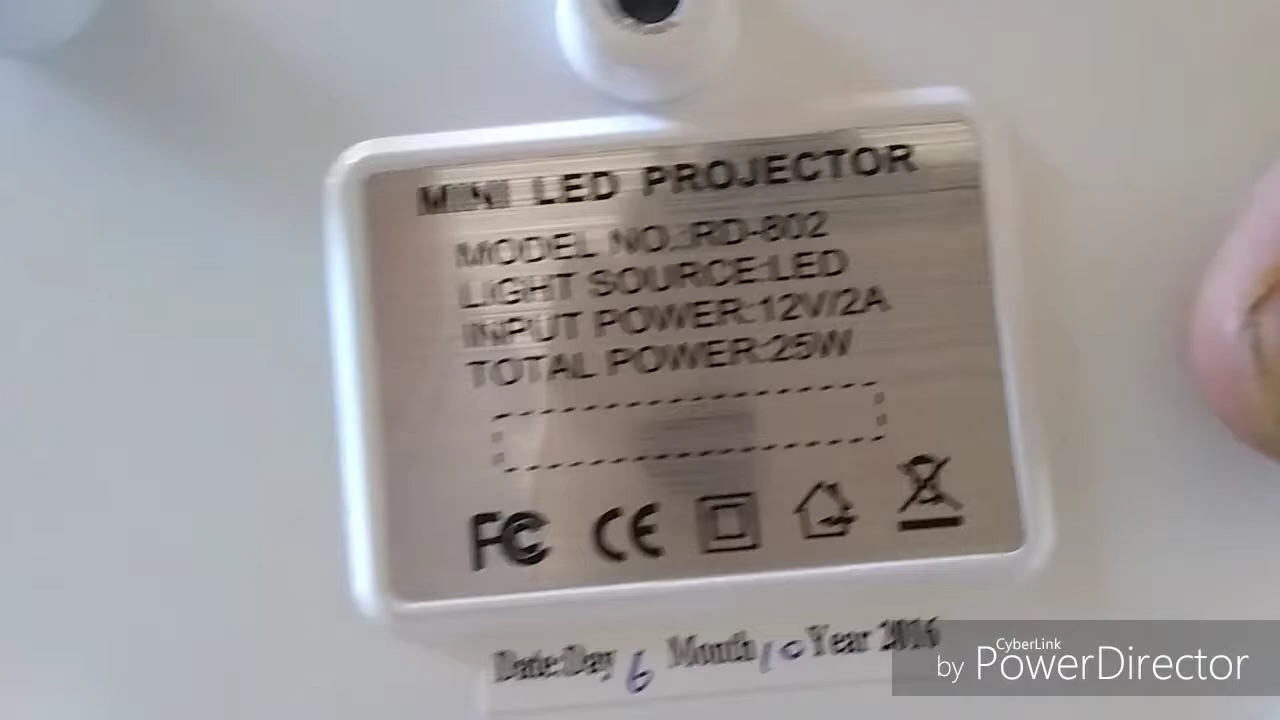 MINI LED PROJECTOR
MODEL NO.:RD-802
LIGHT SOURCE:LED
INPUT POWER:12V/2A
TOTAL POWER:25W
FC CE
Date:Day 6 Month 10 Year 2016
CyberLink
by PowerDirector